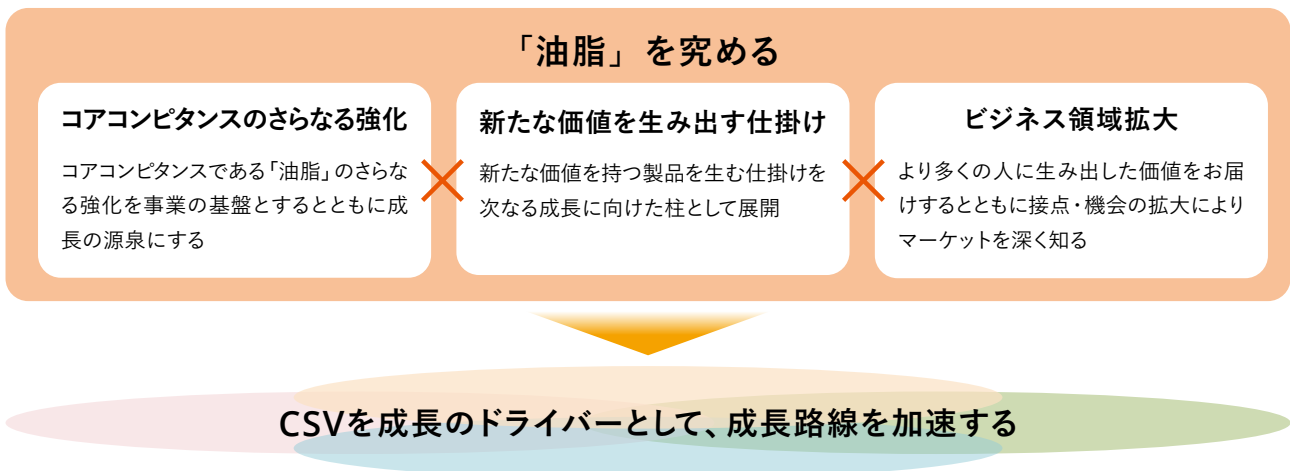 「油脂」を究める
コアコンピタンスのさらなる強化
コアコンピタンスである「油脂」のさらな
る強化を事業の基盤とするとともに成
長の源泉にする
新たな価値を生み出す仕掛け
新たな価値を持つ製品を生む仕掛けを
次なる成長に向けた柱として展開
ビジネス領域拡大
より多くの人に生み出した価値をお届
けするとともに接点・機会の拡大により
マーケットを深く知る
CSVを成長のドライバーとして、成長路線を加速する